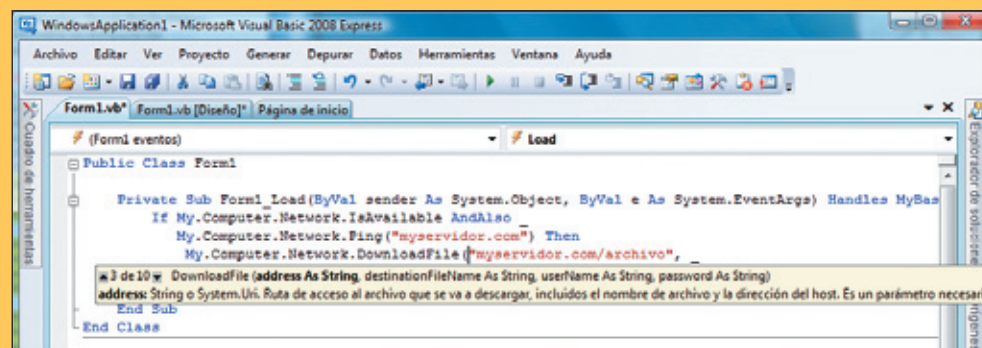 WindowsApplication1 - Microsoft Visual Basic 2008 Express
Archivo Editar Ver Proyecto Generar Depurar Datos Herramientas Ventana Ayuda
Form1.vb* Form1.vb [Diseño]* Página de inicio
(Form1 eventos) Load
Cuadro de herramientas
Public Class Form1
Private Sub Form1_Load(ByVal sender As System.Object, ByVal e As System.EventArgs) Handles MyBas
If My.Computer.Network.IsAvailable AndAlso _
My.Computer.Network.Ping("myservidor.com") Then
My.Computer.Network.DownloadFile("myservidor.com/archivo", _
3 de 10 DownloadFile (address As String, destinationFileName As String, userName As String, password As String)
address: String o System.Uri. Ruta de acceso al archivo que se va a descargar, incluidos el nombre de archivo y la dirección del host. Es un parámetro necesari
End Sub
End Class
Explorador de solucione
rígenes